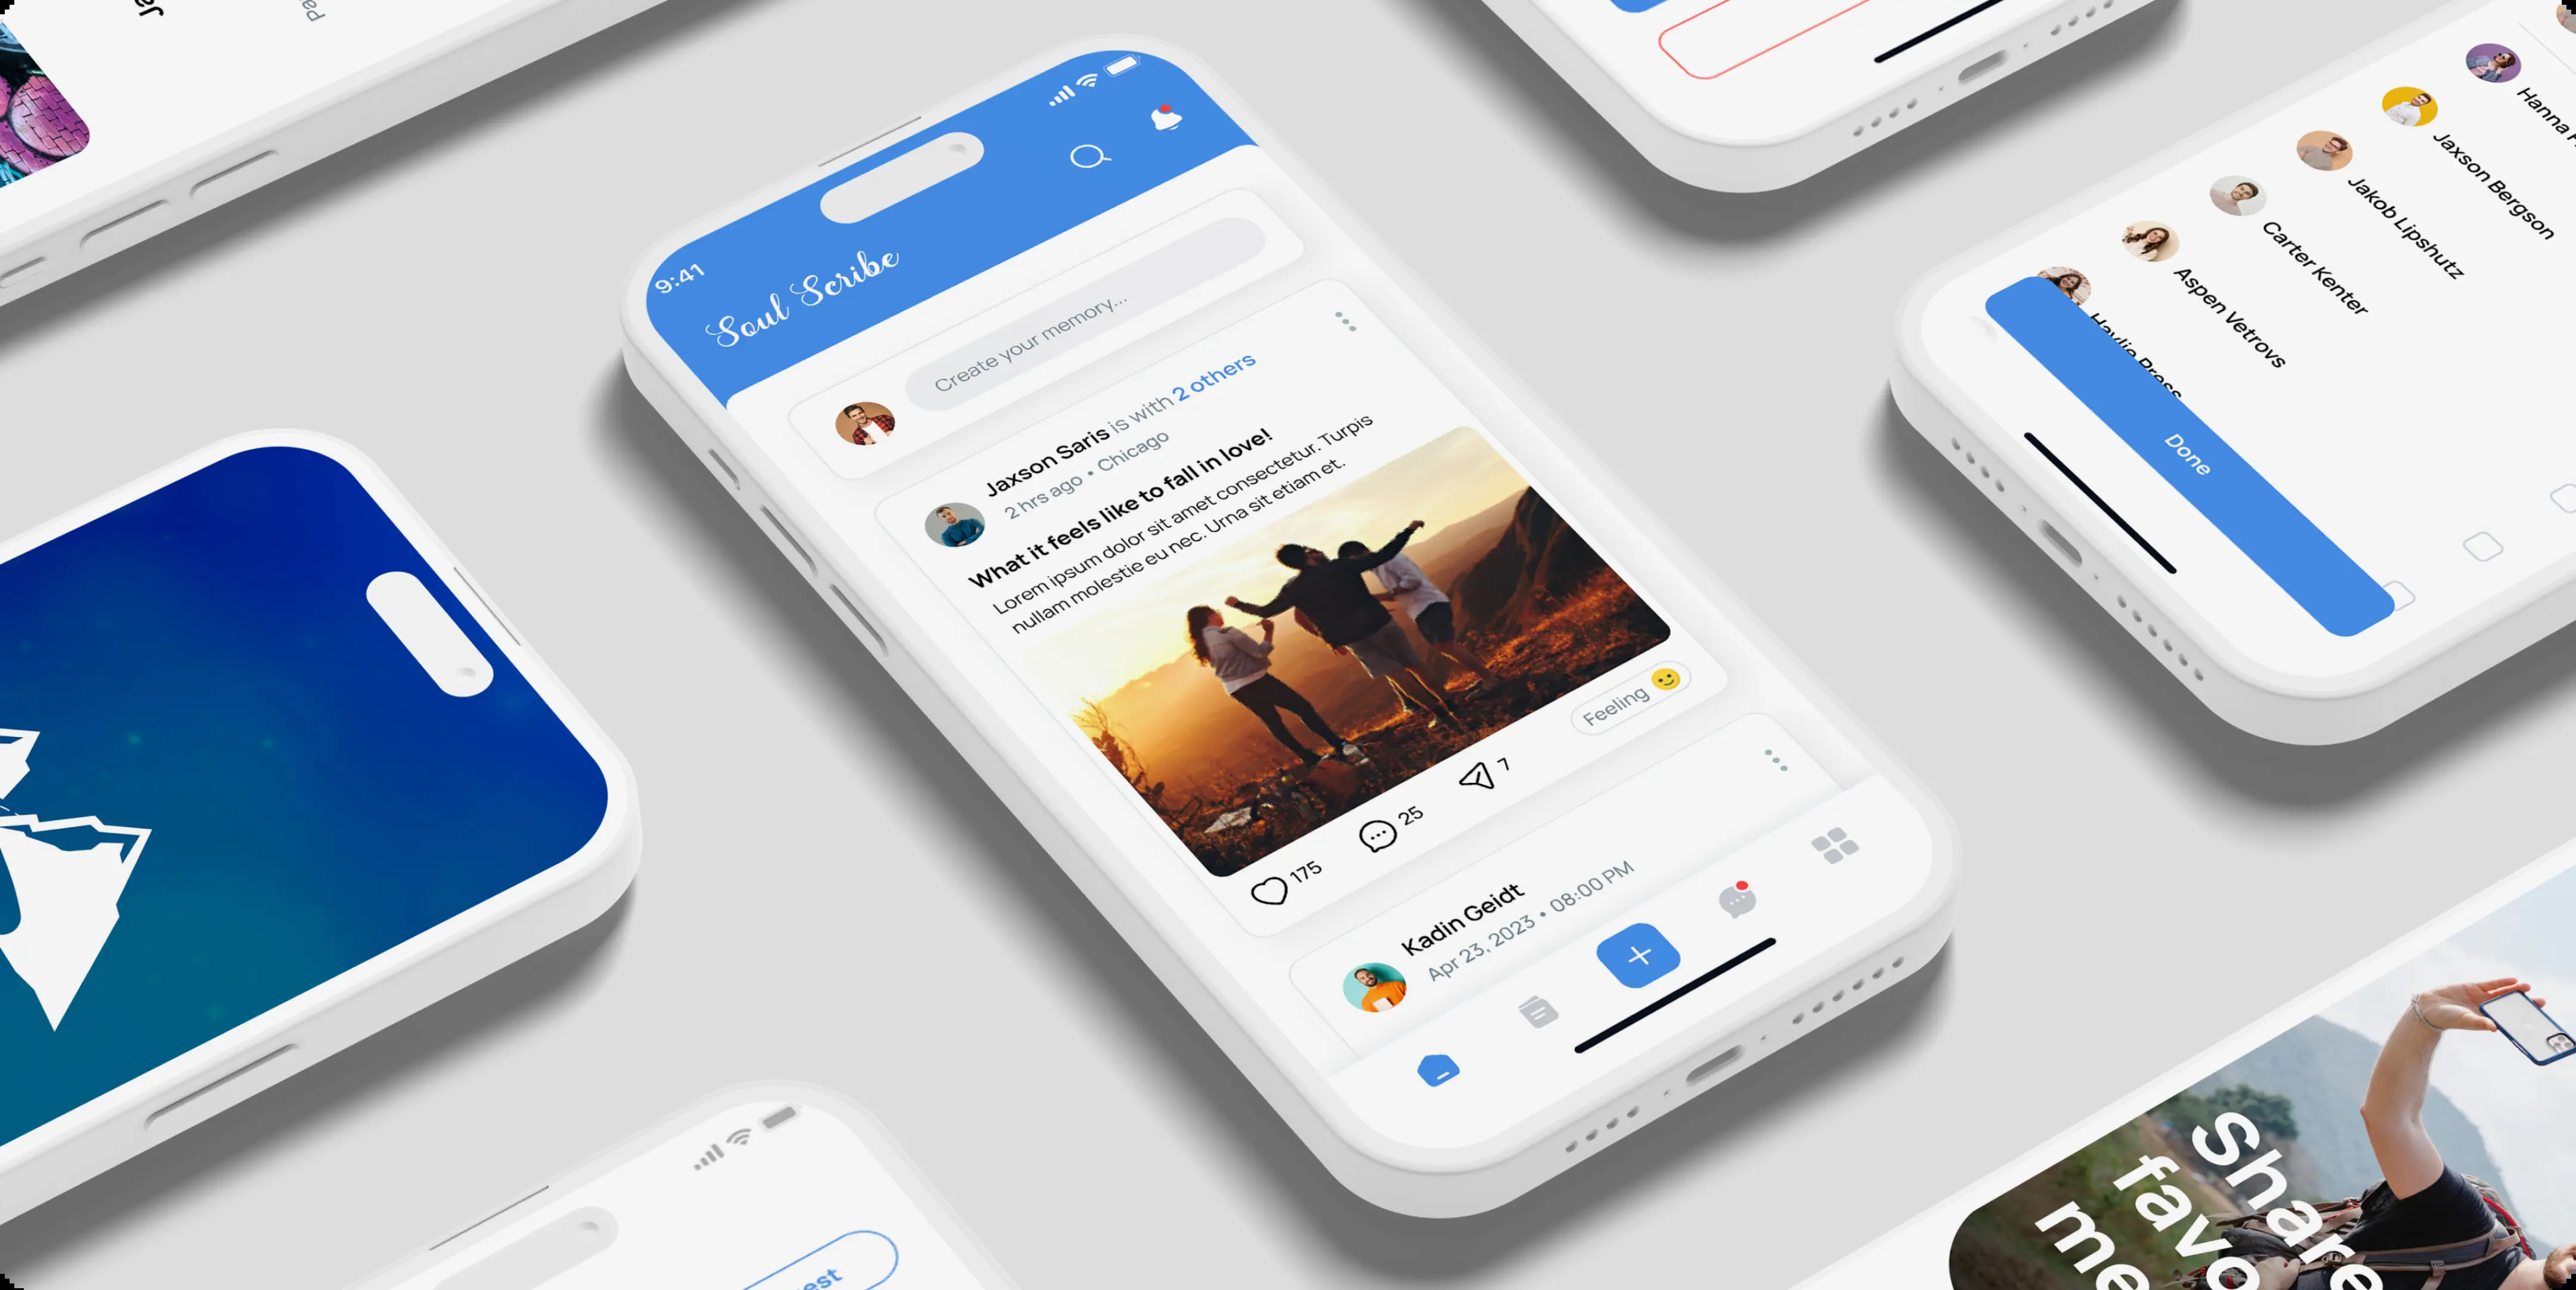 9:41
Soul Scribe
Create your memory...
Jaxson Saris is with 2 others
2 hrs ago • Chicago
What it feels like to fall in love!
Lorem ipsum dolor sit amet consectetur. Turpis
nullam molestie eu nec. Urna sit etiam et.
Feeling
175
25
7
Kadin Geidt
Apr 23, 2023 • 08:00 PM
Hanna
Jaxson Bergson
Jakob Lipshutz
Carter Kenter
Aspen Vetrovs
Haylie Press
Done
Share
favo
me
est
Ja
Pa